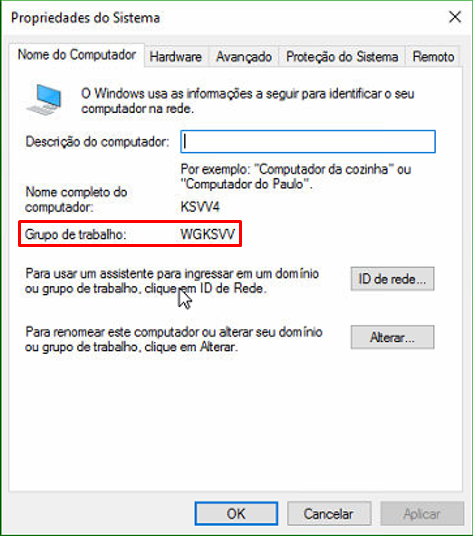 Propriedades do Sistema
Nome do Computador
Hardware
Avançado
Proteção do Sistema
Remoto
O Windows usa as informações a seguir para identificar o seu
computador na rede.
Descrição do computador:
Por exemplo: "Computador da cozinha" ou
"Computador do Paulo".
Nome completo do
computador:
KSVV4
Grupo de trabalho:
WGKSVV
Para usar um assistente para ingressar em um domínio
ou grupo de trabalho, clique em ID de Rede.
ID de rede...
Para renomear este computador ou alterar seu domínio
ou grupo de trabalho, clique em Alterar.
Alterar...
OK
Cancelar
Aplicar